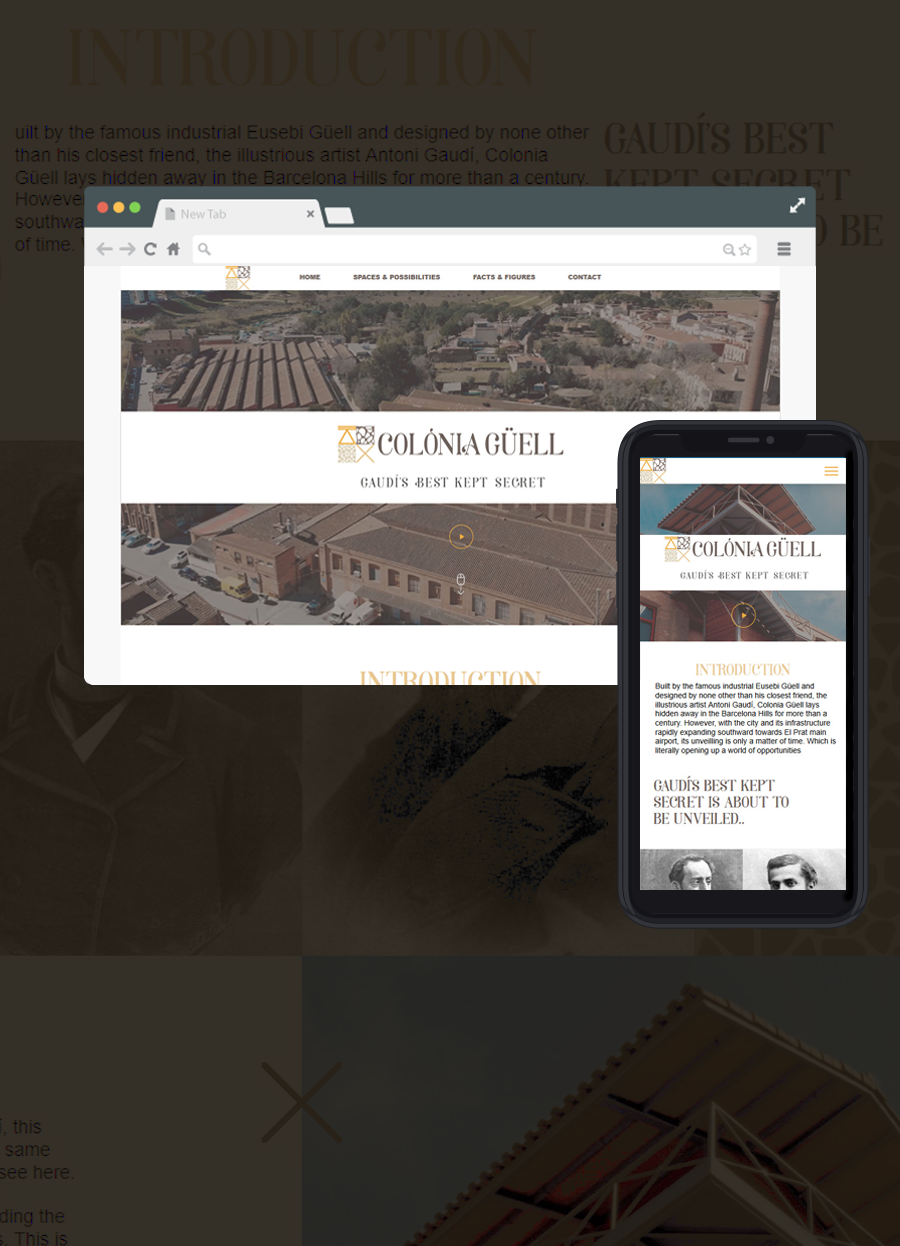 INTRODUCTION
uilt by the famous industrial Eusebi Güell and designed by none other
than his closest friend, the illustrious artist Antoni Gaudí, Colonia
Güell lays hidden away in the Barcelona Hills for more than a century.
However
southwa
of time.
GAUDÍ'S BEST
KEPT SECRET
TO BE
New Tab
HOME SPACES & POSSIBILITIES FACTS & FIGURES CONTACT
COLÓNIA GÜELL
GAUDÍ'S BEST KEPT SECRET
INTRODUCTION
COLÓNIA GÜELL
GAUDÍ'S BEST KEPT SECRET
INTRODUCTION
Built by the famous industrial Eusebi Güell and
designed by none other than his closest friend, the
illustrious artist Antoni Gaudí, Colonia Güell lays
hidden away in the Barcelona Hills for more than a
century. However, with the city and its infrastructure
rapidly expanding southward towards El Prat main
airport, its unveilling is only a matter of time. Which is
literally opening up a world of opportunities
GAUDÍ'S BEST KEPT
SECRET IS ABOUT TO
BE UNVEILED..
, this
same
see here.
ding the
s. This is